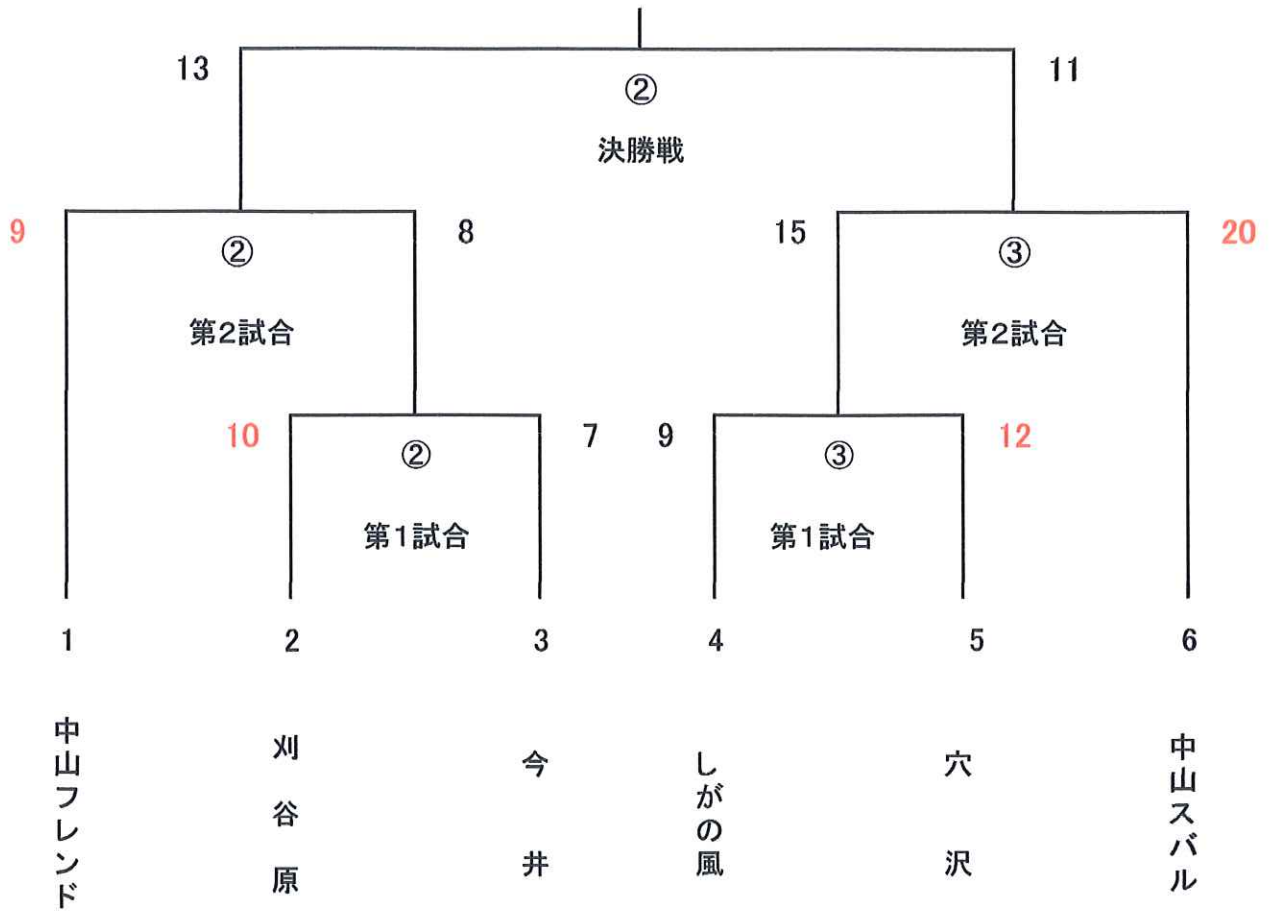 13
11
②
決勝戦
9
8
15
20
②
③
第2試合
第2試合
10
7
9
12
②
③
第1試合
第1試合
1
2
3
4
5
6
中山フレンド
刈谷原
今井
しがの風
穴沢
中山スバル